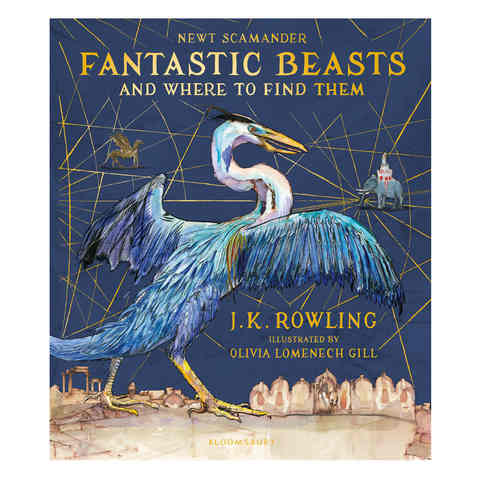 NEWT SCAMANDER
FANTASTIC BEASTS
AND WHERE TO FIND THEM
J.K. ROWLING
ILLUSTRATED BY
OLIVIA LOMENECH GILL
BLOOMSBURY